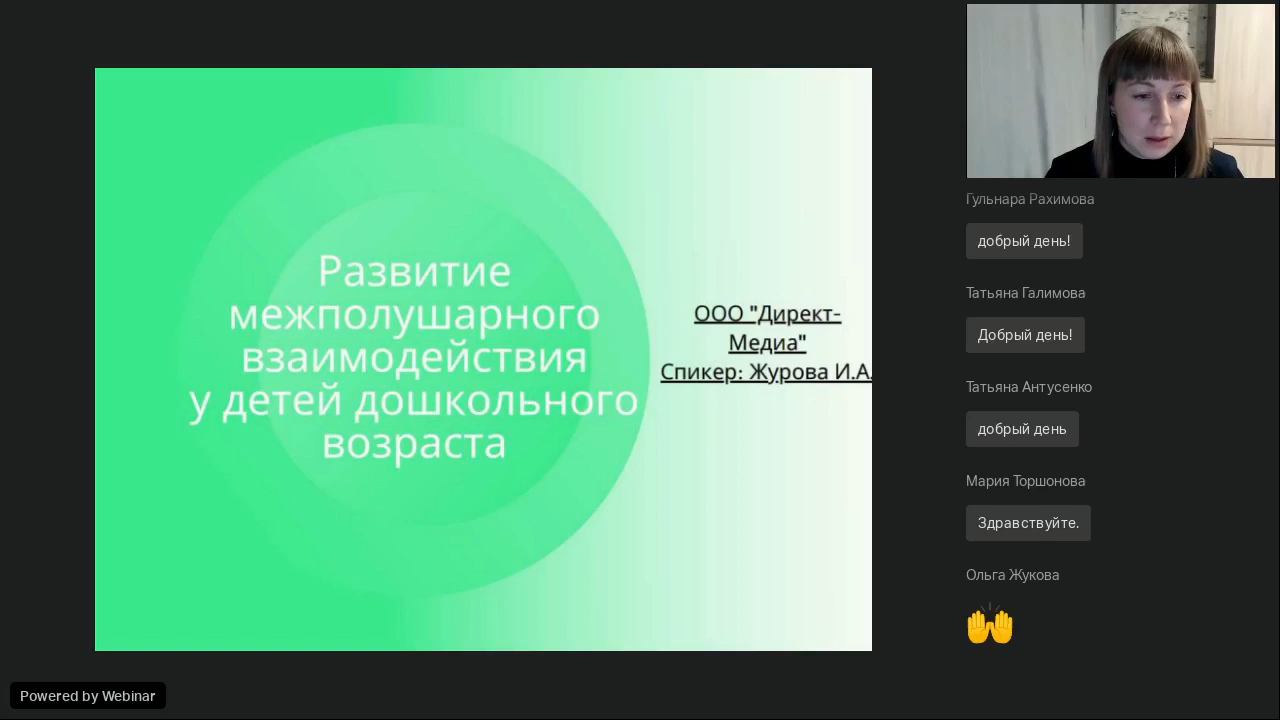 Развитие
межполушарного
взаимодействия
у детей дошкольного
возраста
ООО "Директ-
Медиа"
Спикер: Журова И.А.
Гульнара Рахимова
добрый день!
Татьяна Галимова
Добрый день!
Татьяна Антусенко
добрый день
Мария Торшонова
Здравствуйте.
Ольга Жукова
Powered by Webinar